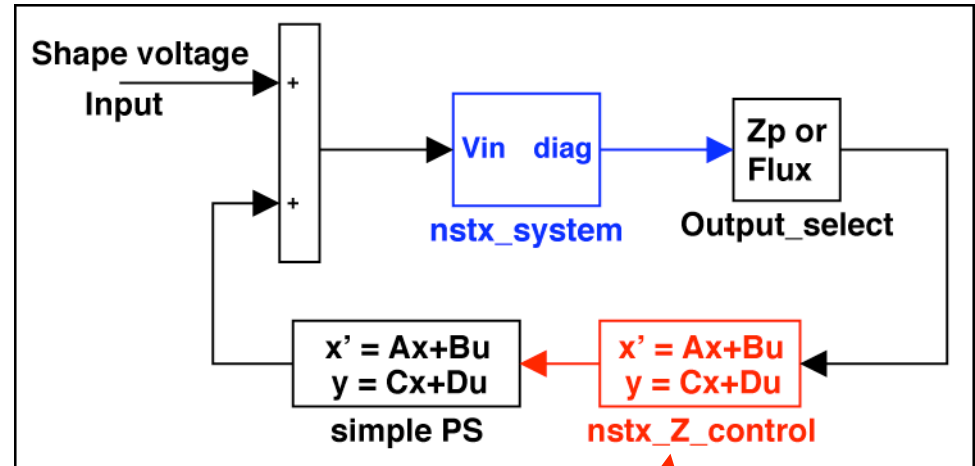 Shape voltage
Input
+
+
Vin diag
nstx_system
Zp or
Flux
Output_select
x' = Ax+Bu
y = Cx+Du
simple PS
x' = Ax+Bu
y = Cx+Du
nstx_Z_control